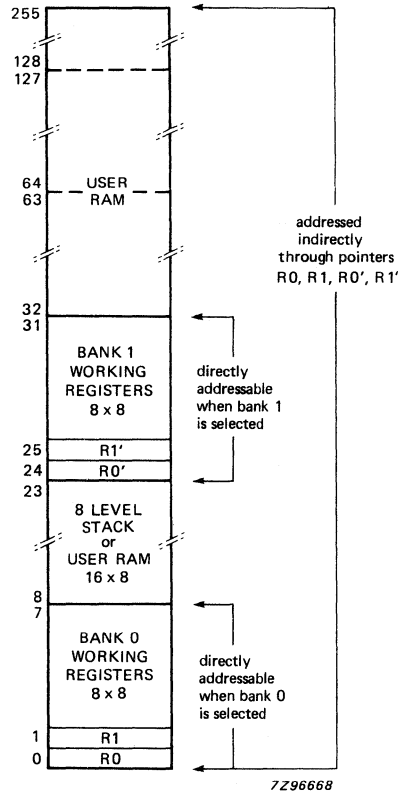 255
128
127
64
63
USER
RAM
addressed
indirectly
through pointers
R0, R1, R0', R1'
32
31
BANK 1
WORKING
REGISTERS
8 x 8
directly
addressable
when bank 1
is selected
25
R1'
24
R0'
23
8 LEVEL
STACK
or
USER RAM
16 x 8
8
7
BANK 0
WORKING
REGISTERS
8 x 8
directly
addressable
when bank 0
is selected
1
R1
0
R0
7Z96668